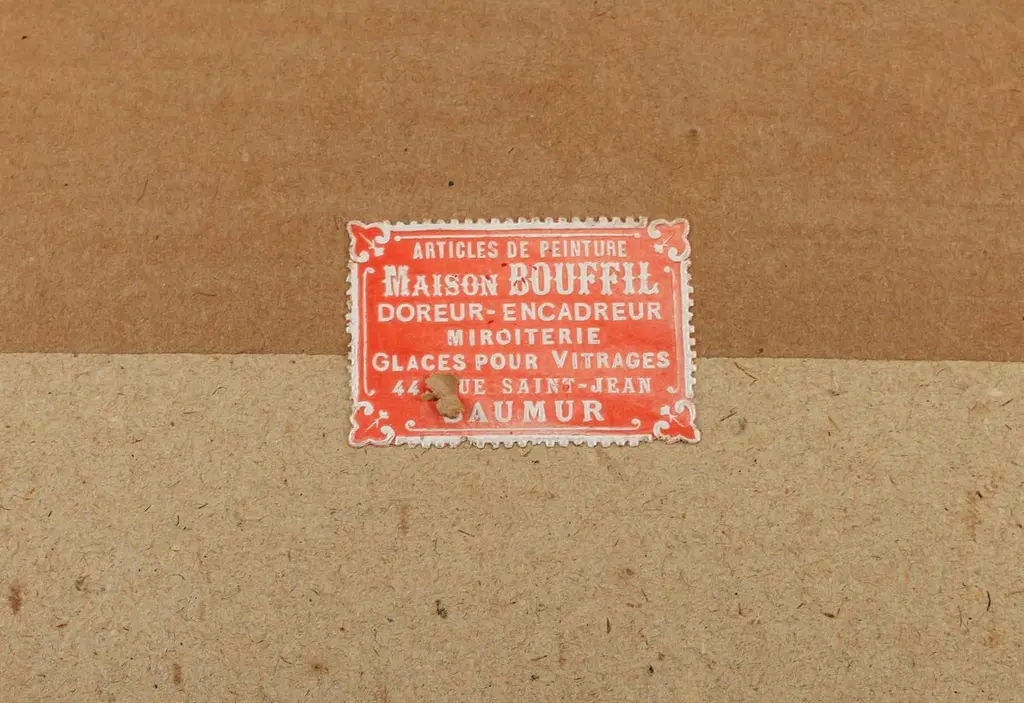 ARTICLES DE PEINTURE
MAISON BOUFFIL
DOREUR-ENCADREUR
MIROITERIE
GLACES POUR VITRAGES
44 RUE SAINT-JEAN
SAUMUR